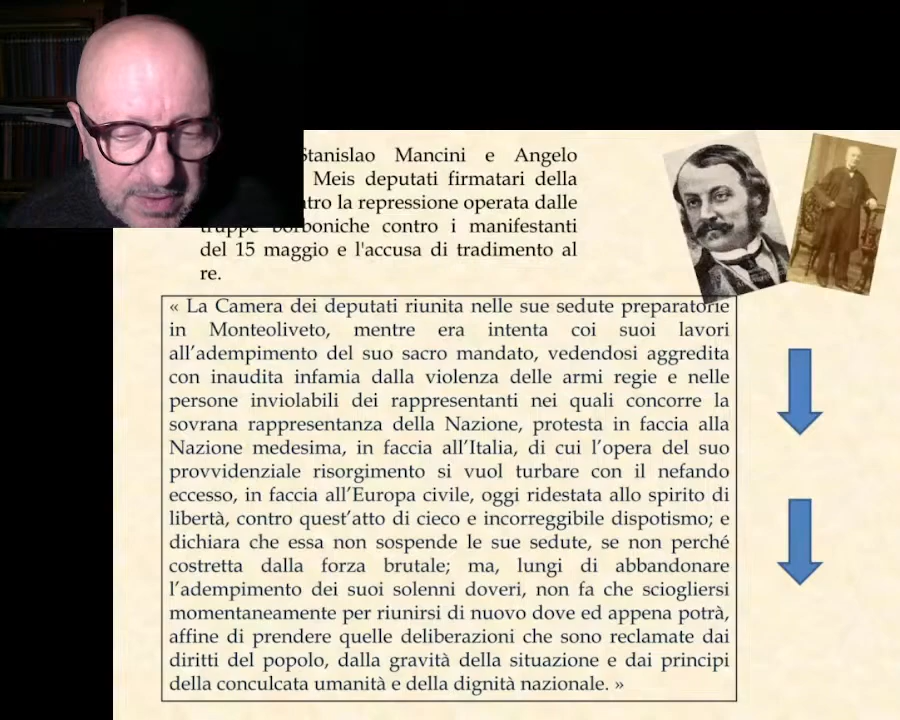 Stanislao Mancini e Angelo
Meis deputati firmatari della
la repressione operata dalle
truppe borboniche contro i manifestanti
del 15 maggio e l'accusa di tradimento al
re.
« La Camera dei deputati riunita nelle sue sedute preparatorie
in Monteoliveto, mentre era intenta coi suoi lavori
all’adempimento del suo sacro mandato, vedendosi aggredita
con inaudita infamia dalla violenza delle armi regie e nelle
persone inviolabili dei rappresentanti nei quali concorre la
sovrana rappresentanza della Nazione, protesta in faccia alla
Nazione medesima, in faccia all’Italia, di cui l’opera del suo
provvidenziale risorgimento si vuol turbare con il nefando
eccesso, in faccia all’Europa civile, oggi ridestata allo spirito di
libertà, contro quest’atto di cieco e incorreggibile dispotismo; e
dichiara che essa non sospende le sue sedute, se non perché
costretta dalla forza brutale; ma, lungi di abbandonare
l’adempimento dei suoi solenni doveri, non fa che sciogliersi
momentaneamente per riunirsi di nuovo dove ed appena potrà,
affine di prendere quelle deliberazioni che sono reclamate dai
diritti del popolo, dalla gravità della situazione e dai principi
della conculcata umanità e della dignità nazionale. »